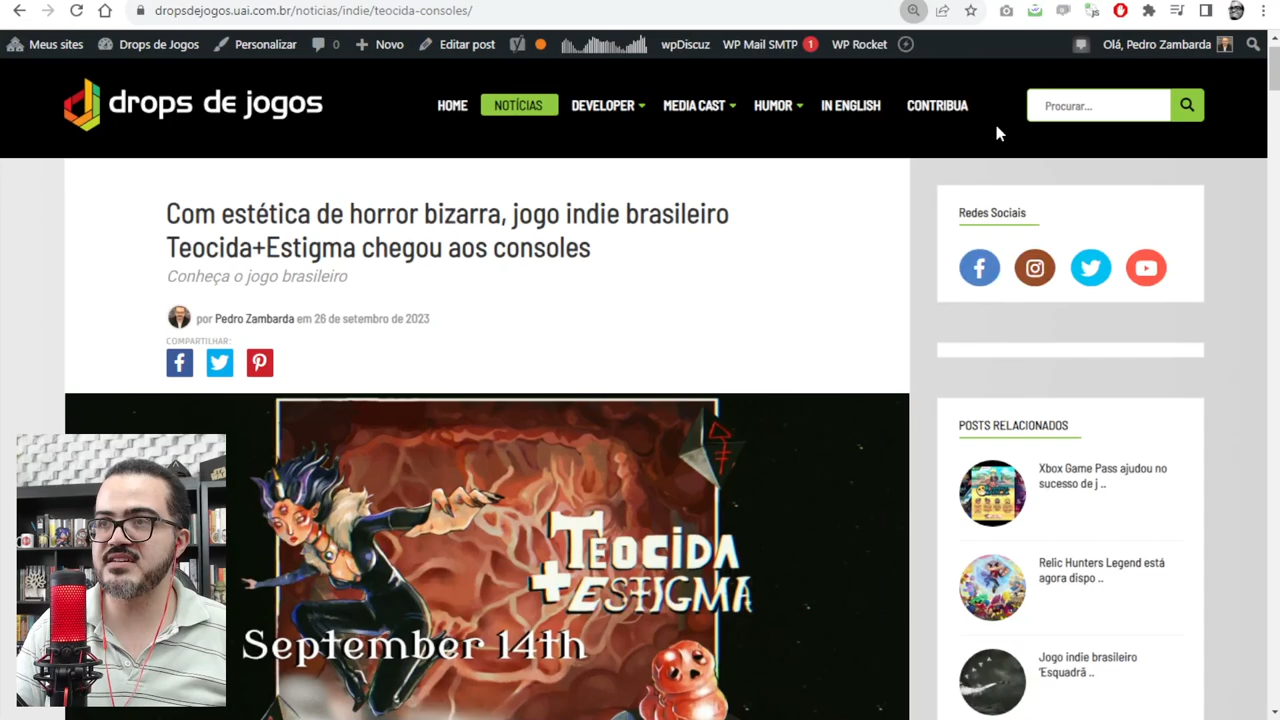 dropsdejogos.uai.com.br/noticias/indie/teocida-consoles/
Meus sites
Drops de Jogos
Personalizar
0
Novo
Editar post
wpDiscuz
WP Mail SMTP 1
WP Rocket
Olá, Pedro Zambarda
drops de jogos
HOME
NOTÍCIAS
DEVELOPER
MEDIA CAST
HUMOR
IN ENGLISH
CONTRIBUA
Procurar...
Com estética de horror bizarra, jogo indie brasileiro
Teocida+Estigma chegou aos consoles
Conheça o jogo brasileiro
por Pedro Zambarda em 26 de setembro de 2023
COMPARTILHAR:
TEOCIDA
+ESTIGMA
September 14th
Redes Sociais
POSTS RELACIONADOS
Xbox Game Pass ajudou no
sucesso de j ..
Relic Hunters Legend está
agora dispo ..
Jogo indie brasileiro
'Esquadrã ..